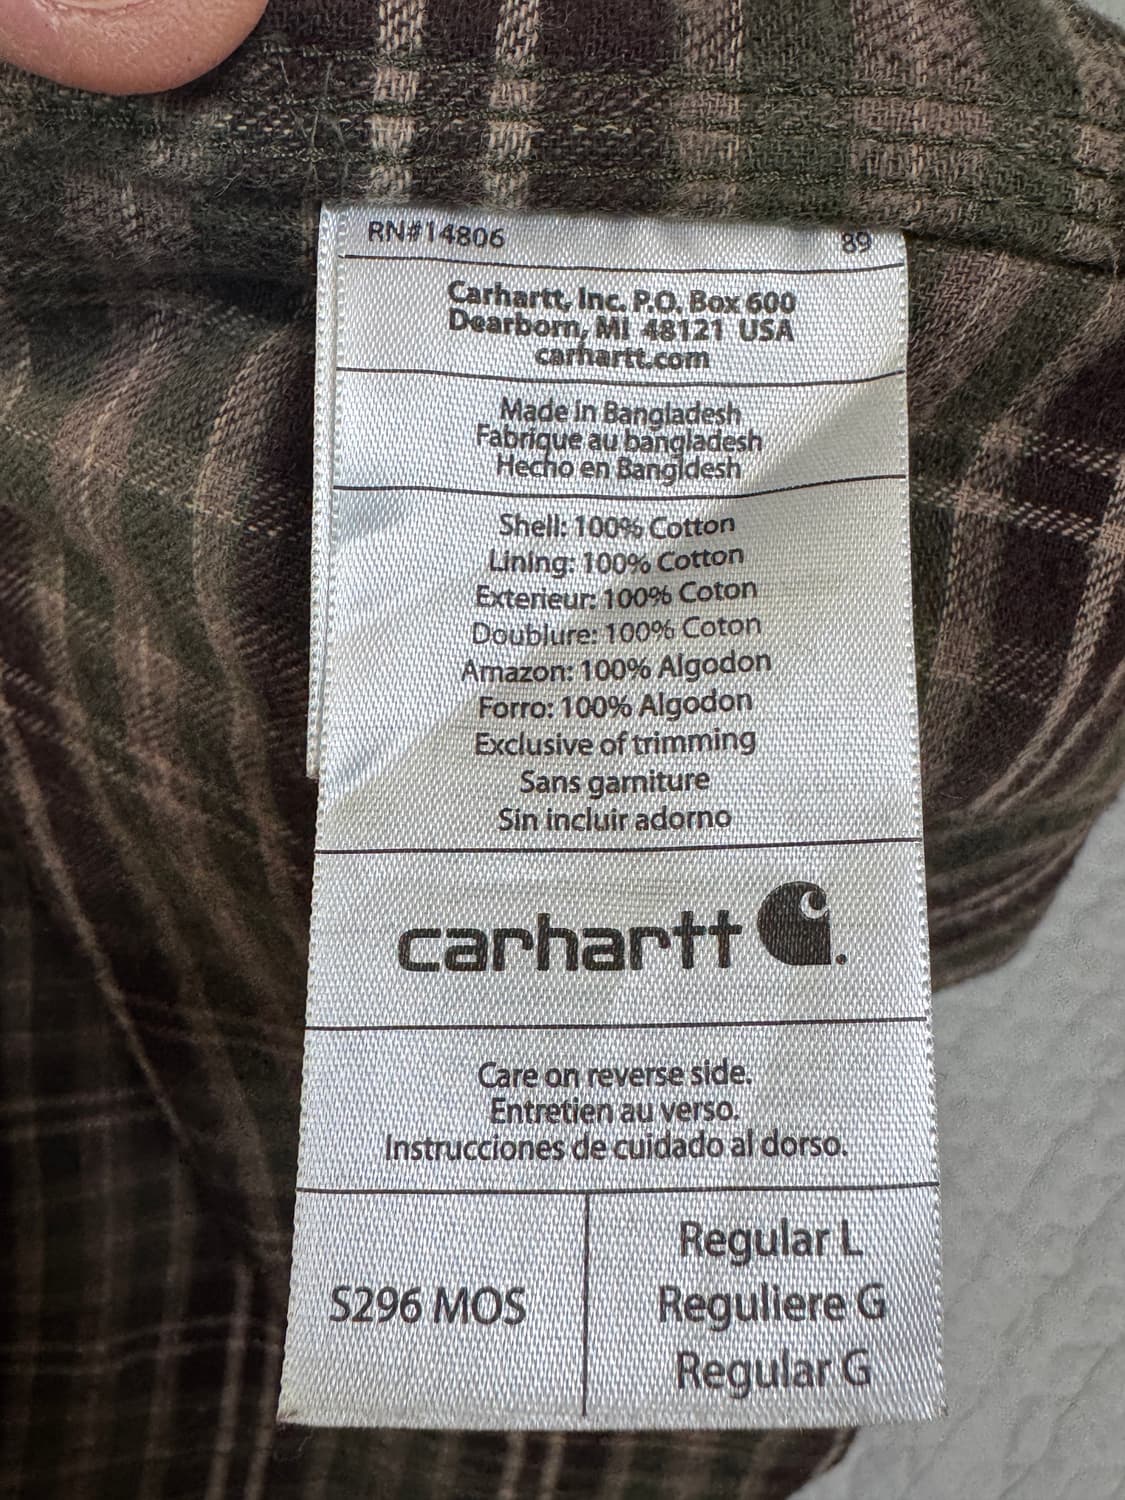 RN#14806 89
Carhartt, Inc. P.O. Box 600
Dearborn, MI 48121 USA
carhartt.com
Made in Bangladesh
Fabrique au bangladesh
Hecho en Bangldesh
Shell: 100% Cotton
Lining: 100% Cotton
Exterieur: 100% Coton
Doublure: 100% Coton
Amazon: 100% Algodon
Forro: 100% Algodon
Exclusive of trimming
Sans garniture
Sin incluir adorno
carhartt
Care on reverse side.
Entretien au verso.
Instrucciones de cuidado al dorso.
S296 MOS
Regular L
Reguliere G
Regular G